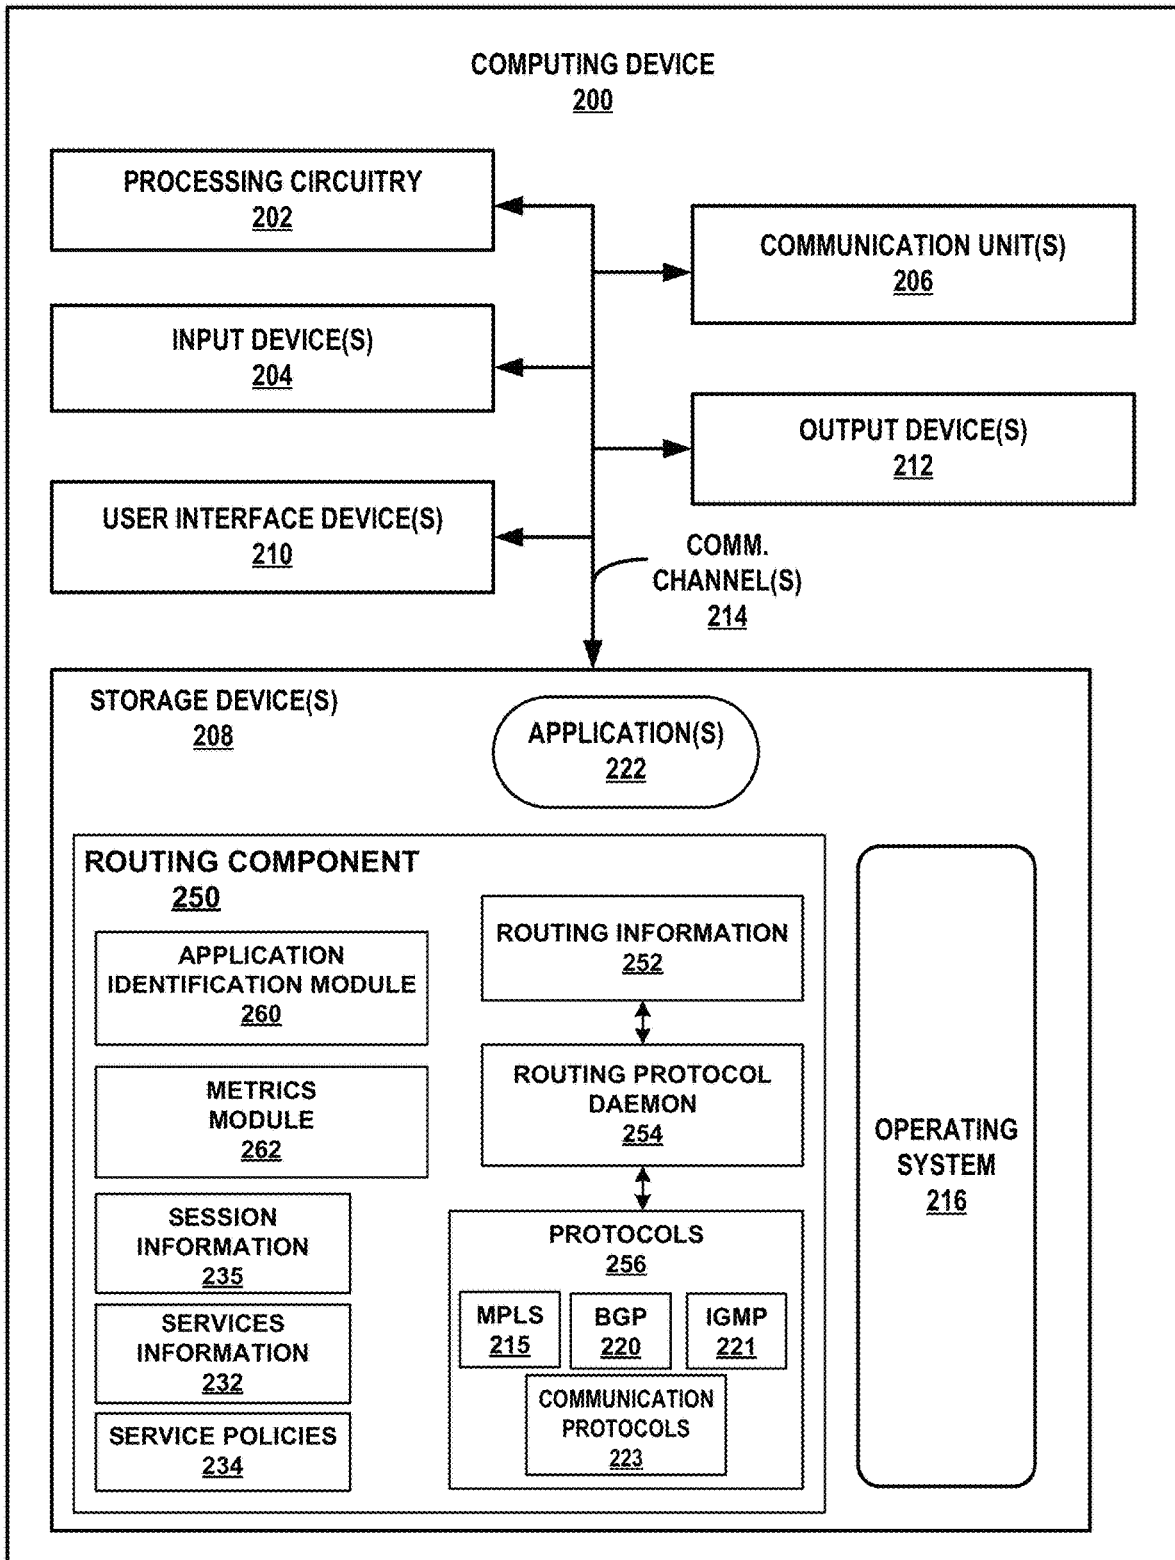 COMPUTING DEVICE
200
PROCESSING CIRCUITRY
202
COMMUNICATION UNIT(S)
206
INPUT DEVICE(S)
204
OUTPUT DEVICE(S)
212
USER INTERFACE DEVICE(S)
210
COMM.
CHANNEL(S)
214
STORAGE DEVICE(S)
208
APPLICATION(S)
222
ROUTING COMPONENT
250
APPLICATION
IDENTIFICATION MODULE
260
METRICS
MODULE
262
SESSION
INFORMATION
235
SERVICES
INFORMATION
232
SERVICE POLICIES
234
ROUTING INFORMATION
252
ROUTING PROTOCOL
DAEMON
254
PROTOCOLS
256
MPLS
215
BGP
220
IGMP
221
COMMUNICATION
PROTOCOLS
223
OPERATING
SYSTEM
216